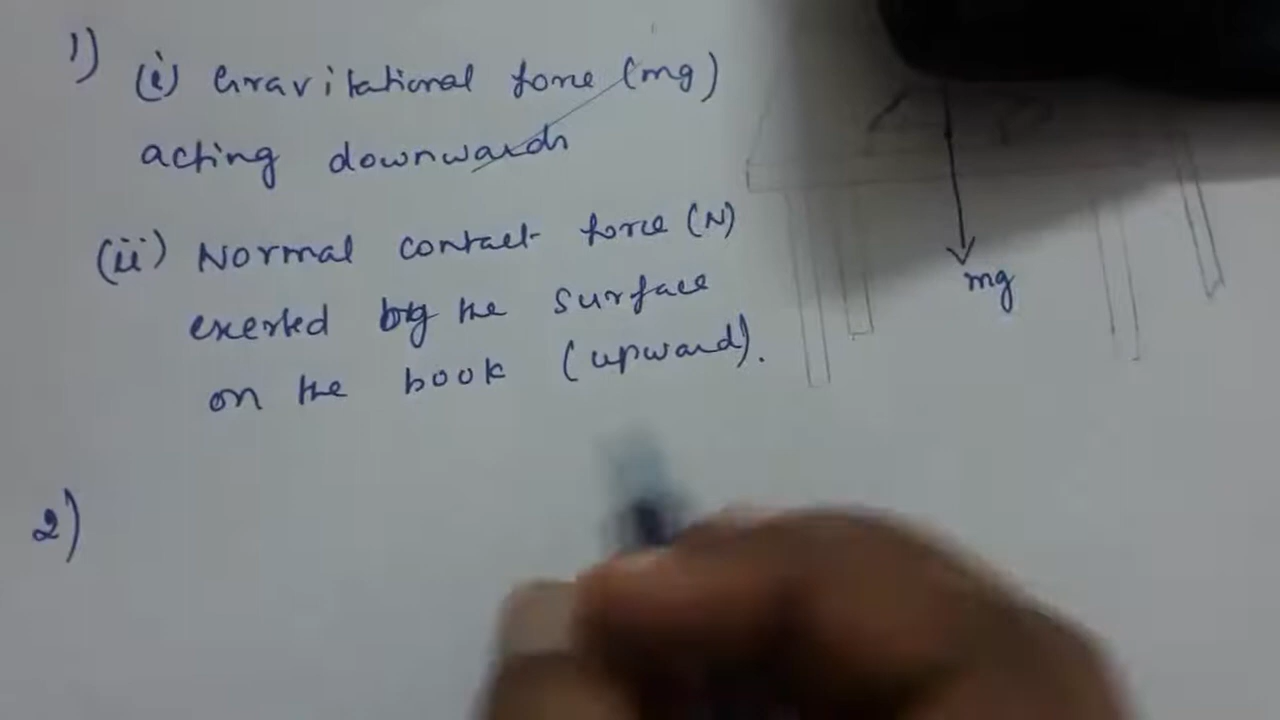 1) (i) Gravitational force (mg)
acting downwards
(ii) Normal contact force (N)
exerted by the surface
on the book (upward).
mg
2)